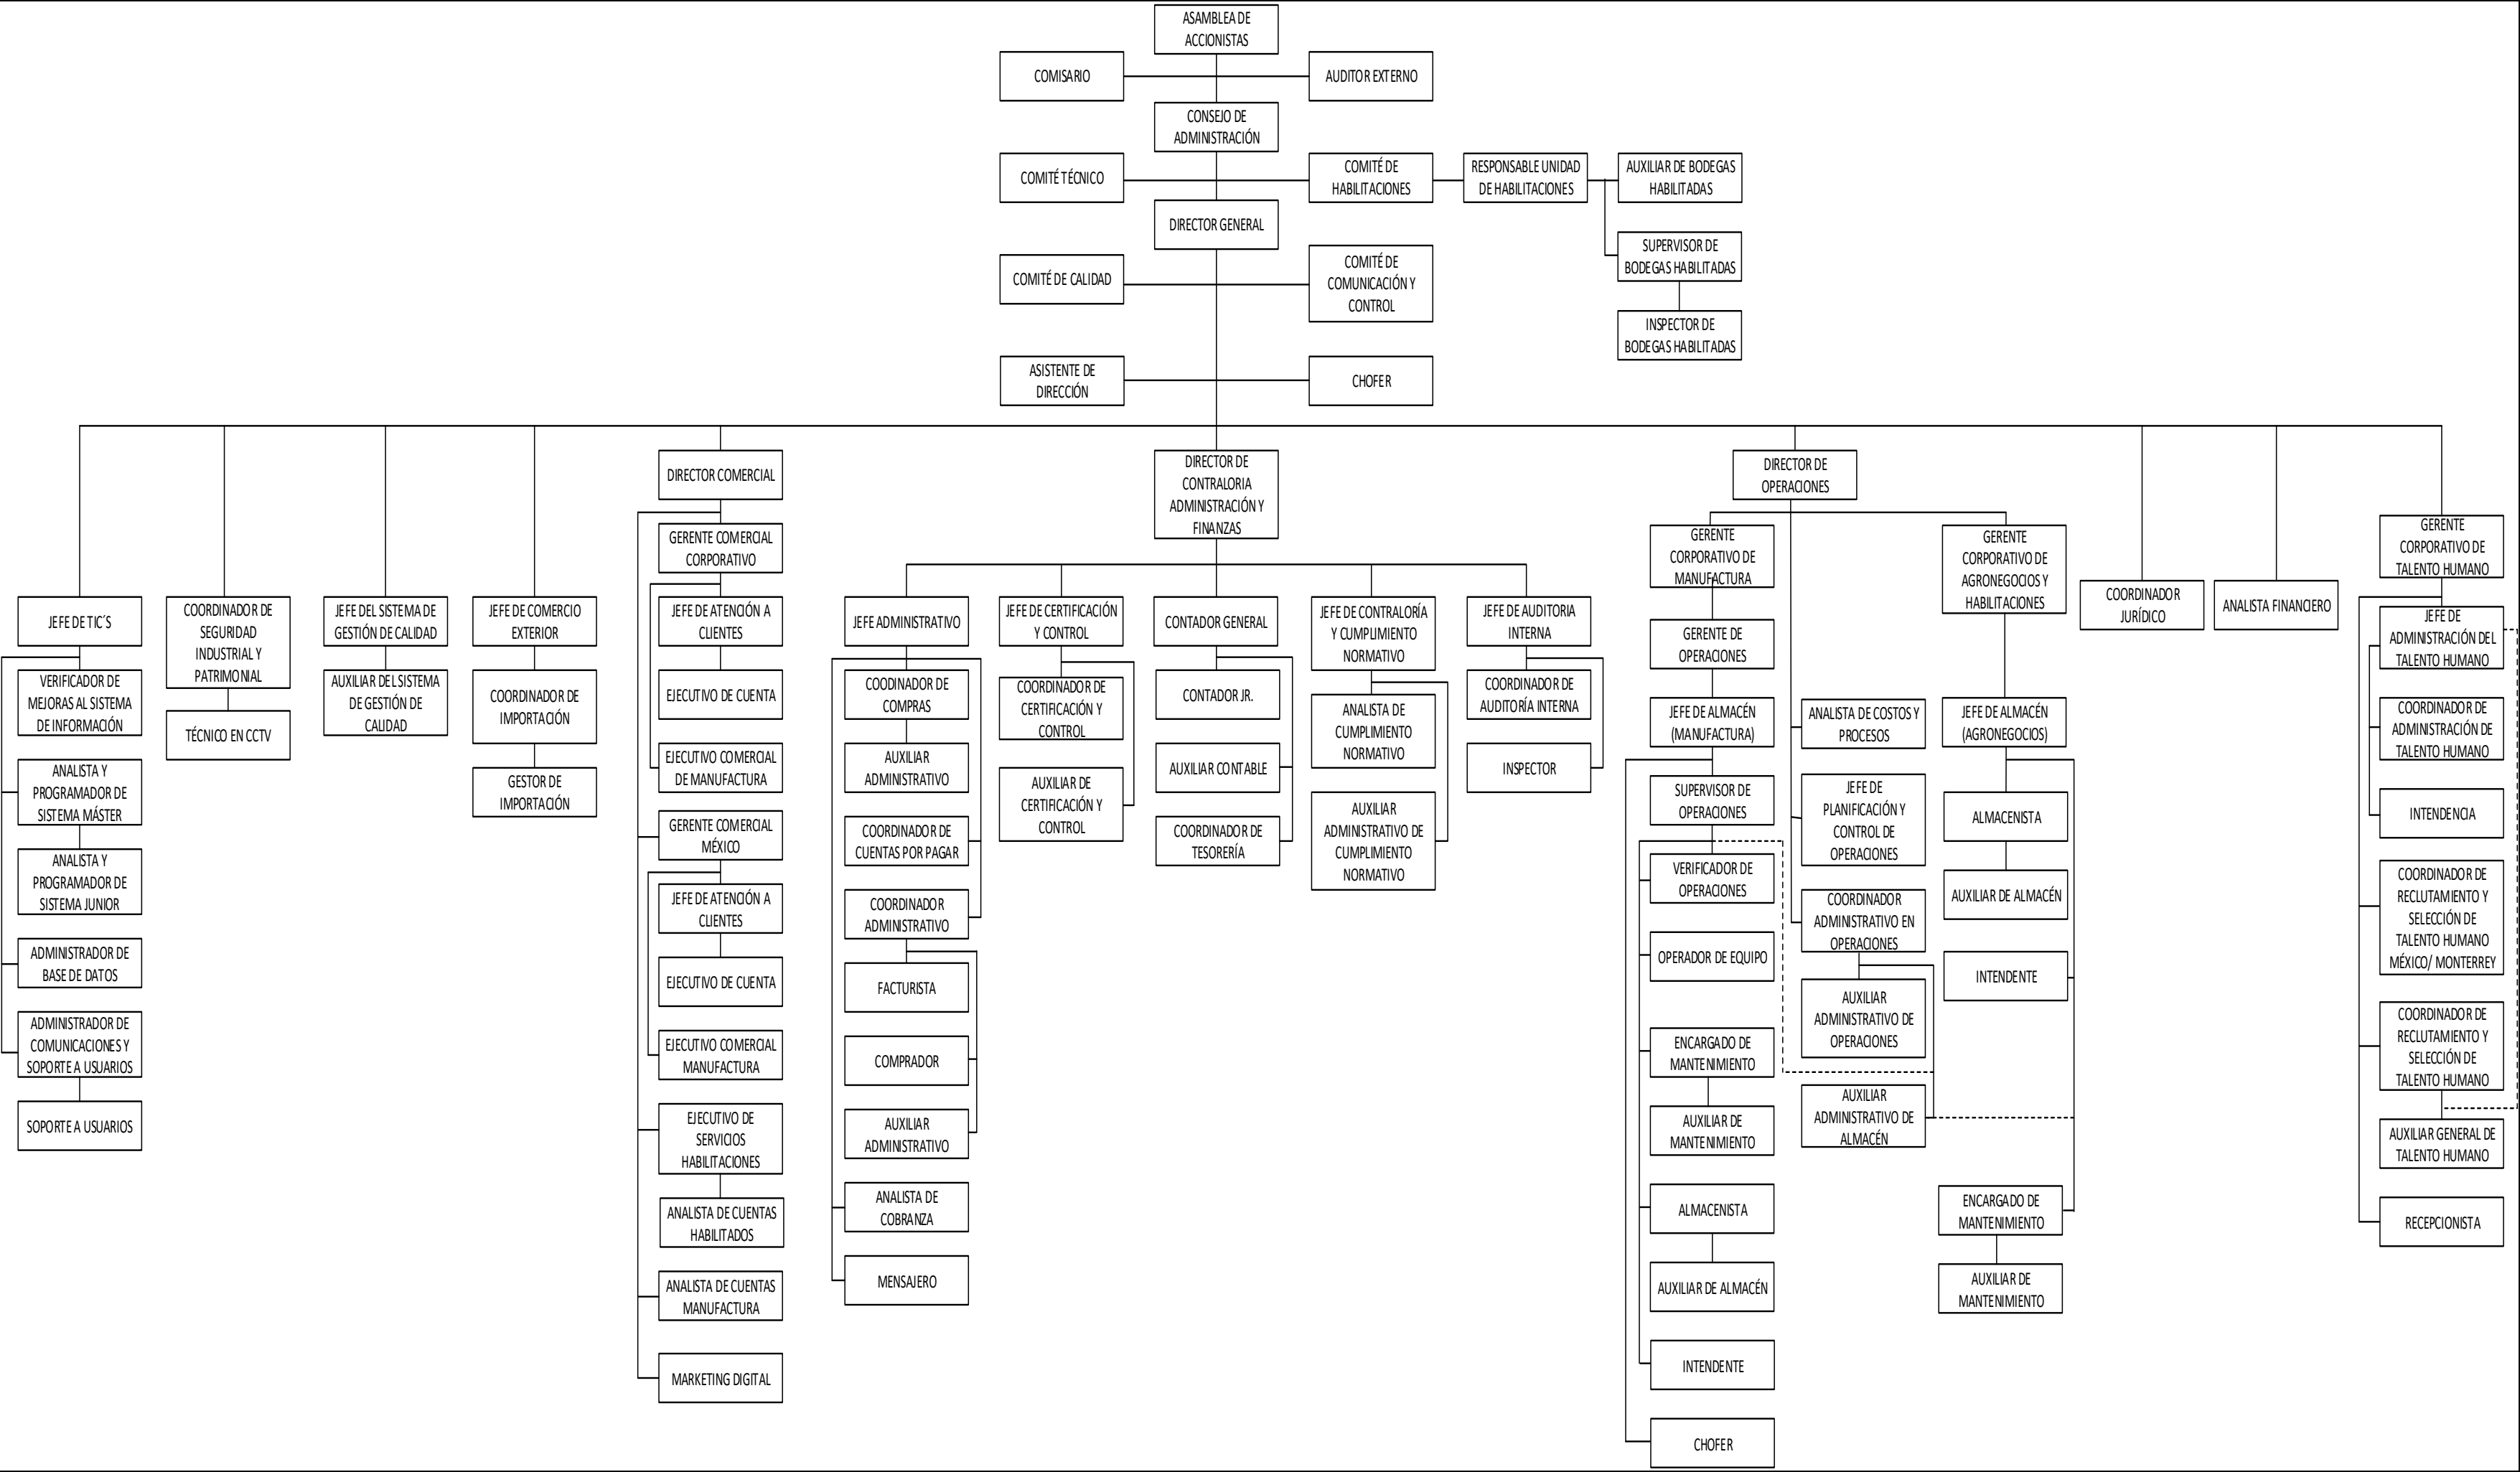 ASAMBLEA DE
ACCIONISTAS
COMISARIO
AUDITOR EXTERNO
CONSEJO DE
ADMINISTRACIÓN
COMITÉ TÉCNICO
COMITÉ DE
HABILITACIONES
RESPONSABLE UNIDAD
DE HABILITACIONES
AUXILIAR DE BODEGAS
HABILITADAS
DIRECTOR GENERAL
SUPERVISOR DE
BODEGAS HABILITADAS
COMITÉ DE CALIDAD
COMITÉ DE
COMUNICACIÓN Y
CONTROL
INSPECTOR DE
BODEGAS HABILITADAS
ASISTENTE DE
DIRECCIÓN
CHOFER
JEFE DE TIC´S
VERIFICADOR DE
MEJORAS AL SISTEMA
DE INFORMACIÓN
ANALISTA Y
PROGRAMADOR DE
SISTEMA MÁSTER
ANALISTA Y
PROGRAMADOR DE
SISTEMA JUNIOR
ADMINISTRADOR DE
BASE DE DATOS
ADMINISTRADOR DE
COMUNICACIONES Y
SOPORTE A USUARIOS
SOPORTE A USUARIOS
COORDINADOR DE
SEGURIDAD
INDUSTRIAL Y
PATRIMONIAL
TÉCNICO EN CCTV
JEFE DEL SISTEMA DE
GESTIÓN DE CALIDAD
AUXILIAR DEL SISTEMA
DE GESTIÓN DE
CALIDAD
JEFE DE COMERCIO
EXTERIOR
COORDINADOR DE
IMPORTACIÓN
GESTOR DE
IMPORTACIÓN
DIRECTOR COMERCIAL
GERENTE COMERCIAL
CORPORATIVO
JEFE DE ATENCIÓN A
CLIENTES
EJECUTIVO DE CUENTA
EJECUTIVO COMERCIAL
DE MANUFACTURA
GERENTE COMERCIAL
MÉXICO
JEFE DE ATENCIÓN A
CLIENTES
EJECUTIVO DE CUENTA
EJECUTIVO COMERCIAL
MANUFACTURA
EJECUTIVO DE
SERVICIOS
HABILITACIONES
ANALISTA DE CUENTAS
HABILITADOS
ANALISTA DE CUENTAS
MANUFACTURA
MARKETING DIGITAL
DIRECTOR DE
CONTRALORIA
ADMINISTRACIÓN Y
FINANZAS
JEFE ADMINISTRATIVO
COODINADOR DE
COMPRAS
AUXILIAR
ADMINISTRATIVO
COORDINADOR DE
CUENTAS POR PAGAR
COORDINADOR
ADMINISTRATIVO
FACTURISTA
COMPRADOR
AUXILIAR
ADMINISTRATIVO
ANALISTA DE
COBRANZA
MENSAJERO
JEFE DE CERTIFICACIÓN
Y CONTROL
COORDINADOR DE
CERTIFICACIÓN Y
CONTROL
AUXILIAR DE
CERTIFICACIÓN Y
CONTROL
CONTADOR GENERAL
CONTADOR JR.
AUXILIAR CONTABLE
COORDINADOR DE
TESORERÍA
JEFE DE CONTRALORÍA
Y CUMPLIMIENTO
NORMATIVO
ANALISTA DE
CUMPLIMIENTO
NORMATIVO
AUXILIAR
ADMINISTRATIVO DE
CUMPLIMIENTO
NORMATIVO
JEFE DE AUDITORIA
INTERNA
COORDINADOR DE
AUDITORÍA INTERNA
INSPECTOR
DIRECTOR DE
OPERACIONES
GERENTE
CORPORATIVO DE
MANUFACTURA
GERENTE DE
OPERACIONES
JEFE DE ALMACÉN
(MANUFACTURA)
SUPERVISOR DE
OPERACIONES
VERIFICADOR DE
OPERACIONES
OPERADOR DE EQUIPO
ENCARGADO DE
MANTENIMIENTO
AUXILIAR DE
MANTENIMIENTO
ALMACENISTA
AUXILIAR DE ALMACÉN
INTENDENTE
CHOFER
ANALISTA DE COSTOS Y
PROCESOS
JEFE DE
PLANIFICACIÓN Y
CONTROL DE
OPERACIONES
COORDINADOR
ADMINISTRATIVO EN
OPERACIONES
AUXILIAR
ADMINISTRATIVO DE
OPERACIONES
AUXILIAR
ADMINISTRATIVO DE
ALMACÉN
GERENTE
CORPORATIVO DE
AGRONEGOCIOS Y
HABILITACIONES
JEFE DE ALMACÉN
(AGRONEGOCIOS)
ALMACENISTA
AUXILIAR DE ALMACÉN
INTENDENTE
ENCARGADO DE
MANTENIMIENTO
AUXILIAR DE
MANTENIMIENTO
COORDINADOR
JURÍDICO
ANALISTA FINANCIERO
GERENTE
CORPORATIVO DE
TALENTO HUMANO
JEFE DE
ADMINISTRACIÓN DEL
TALENTO HUMANO
COORDINADOR DE
ADMINISTRACIÓN DE
TALENTO HUMANO
INTENDENCIA
COORDINADOR DE
RECLUTAMIENTO Y
SELECCIÓN DE
TALENTO HUMANO
MÉXICO/ MONTERREY
COORDINADOR DE
RECLUTAMIENTO Y
SELECCIÓN DE
TALENTO HUMANO
AUXILIAR GENERAL DE
TALENTO HUMANO
RECEPCIONISTA